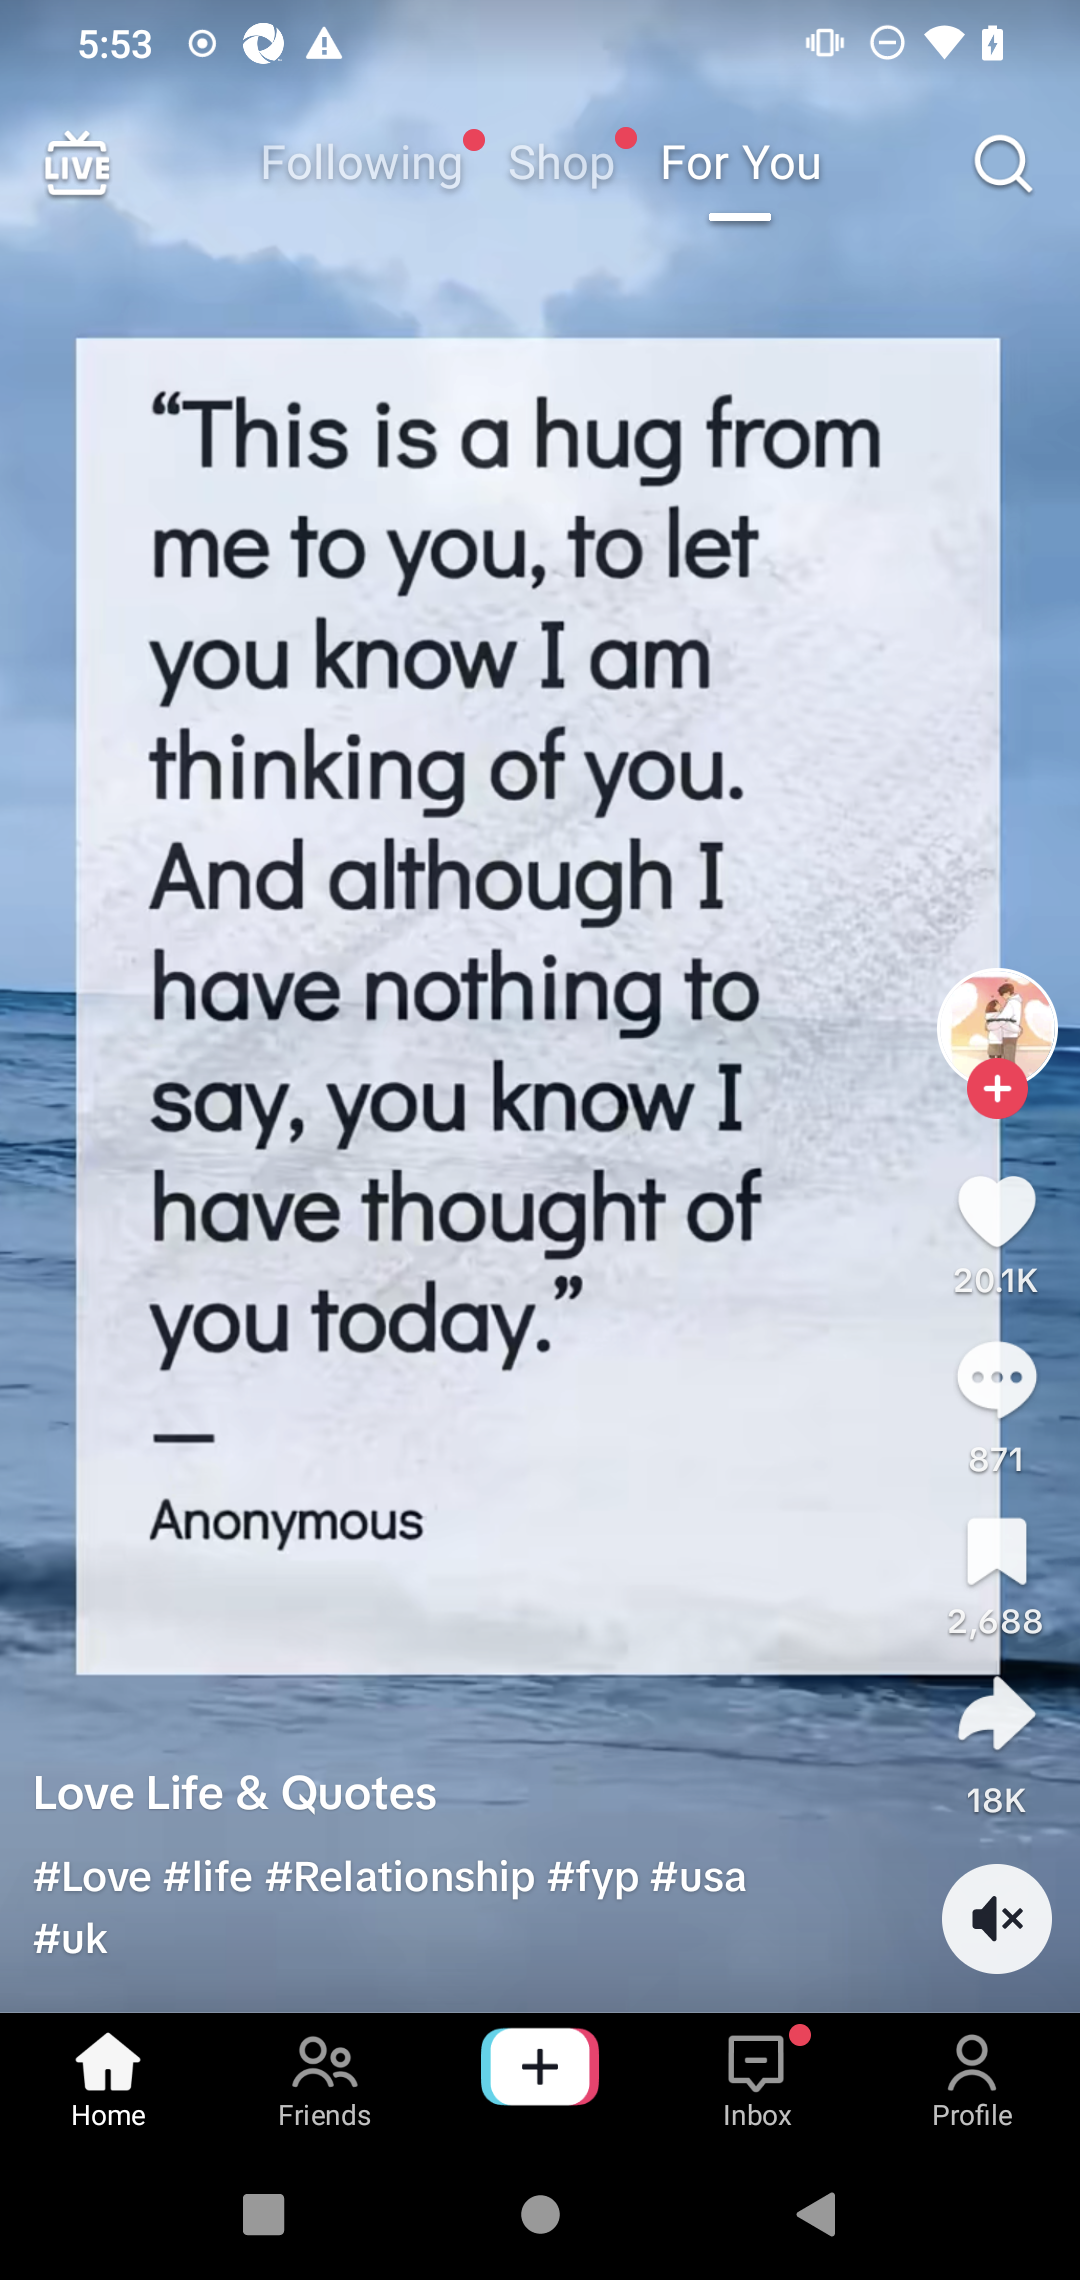 5:53
LIVE
Following Shop For You
“This is a hug from
me to you, to let
you know I am
thinking of you.
And although I
have nothing to
say, you know I
have thought of
you today.”
—
Anonymous
20.1K
871
2,688
18K
Love Life & Quotes
#Love #life #Relationship #fyp #usa
#uk
Home Friends Inbox Profile